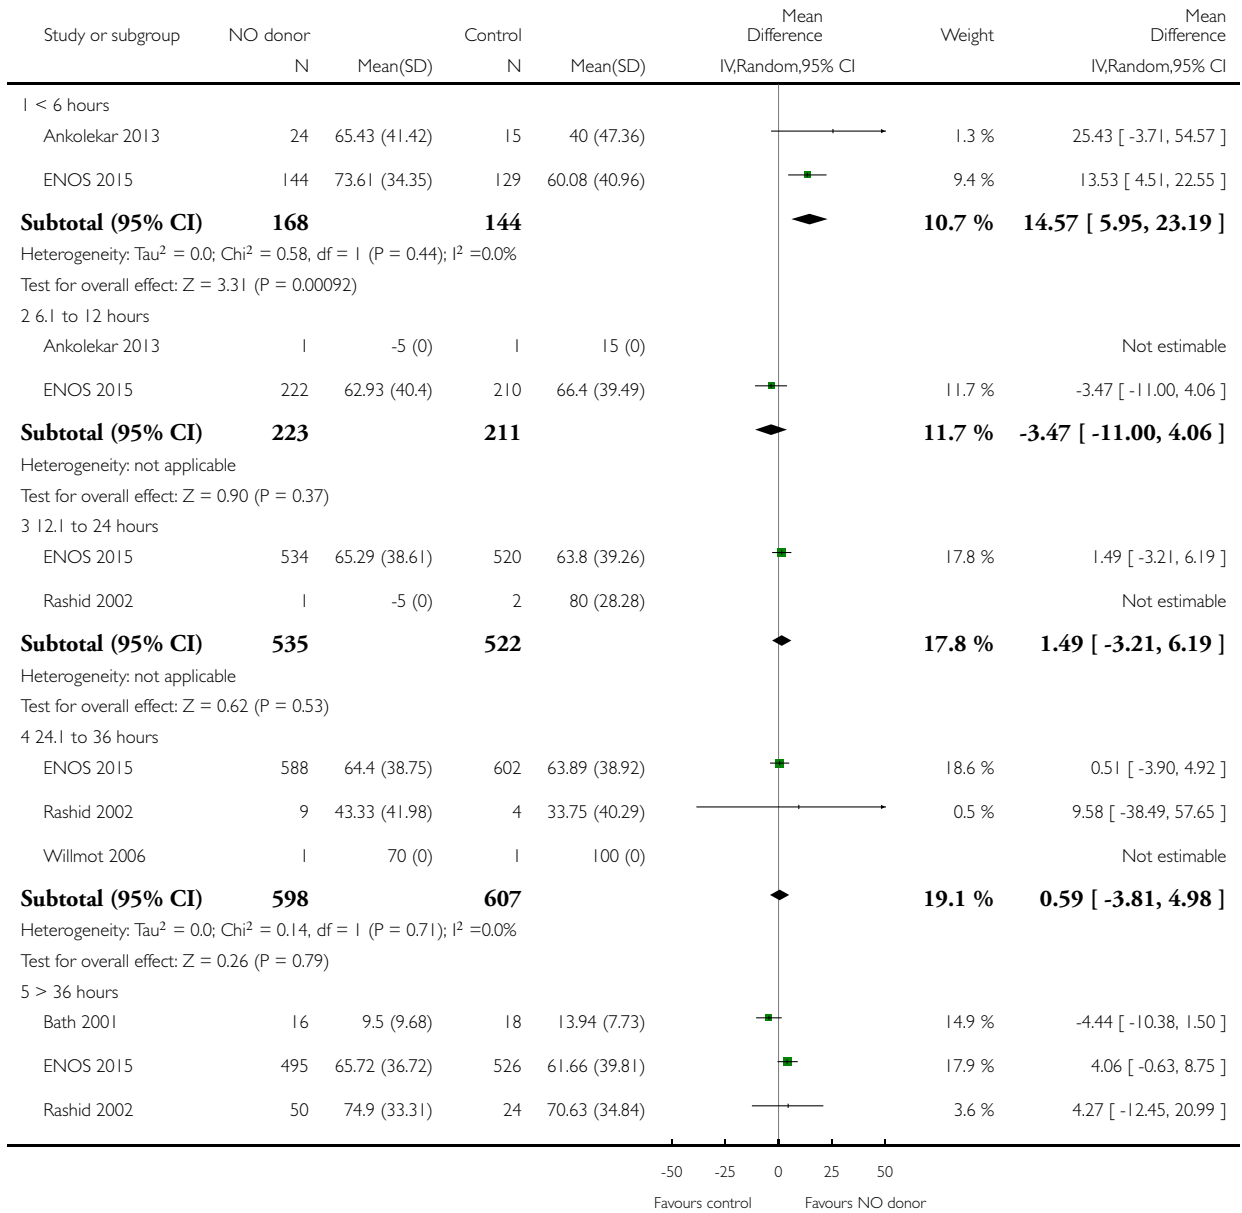 Mean Mean
Study or subgroup NO donor Control Difference Weight Difference
N Mean(SD) N Mean(SD) IV,Random,95% CI IV,Random,95% CI
1 < 6 hours
Ankolekar 2013 24 65.43 (41.42) 15 40 (47.36) 1.3 % 25.43 [ -3.71, 54.57 ]
ENOS 2015 144 73.61 (34.35) 129 60.08 (40.96) 9.4 % 13.53 [ 4.51, 22.55 ]
Subtotal (95% CI) 168 144 10.7 % 14.57 [ 5.95, 23.19 ]
Heterogeneity: Tau² = 0.0; Chi² = 0.58, df = 1 (P = 0.44); I² =0.0%
Test for overall effect: Z = 3.31 (P = 0.00092)
2 6.1 to 12 hours
Ankolekar 2013 1 -5 (0) 1 15 (0) Not estimable
ENOS 2015 222 62.93 (40.4) 210 66.4 (39.49) 11.7 % -3.47 [ -11.00, 4.06 ]
Subtotal (95% CI) 223 211 11.7 % -3.47 [ -11.00, 4.06 ]
Heterogeneity: not applicable
Test for overall effect: Z = 0.90 (P = 0.37)
3 12.1 to 24 hours
ENOS 2015 534 65.29 (38.61) 520 63.8 (39.26) 17.8 % 1.49 [ -3.21, 6.19 ]
Rashid 2002 1 -5 (0) 2 80 (28.28) Not estimable
Subtotal (95% CI) 535 522 17.8 % 1.49 [ -3.21, 6.19 ]
Heterogeneity: not applicable
Test for overall effect: Z = 0.62 (P = 0.53)
4 24.1 to 36 hours
ENOS 2015 588 64.4 (38.75) 602 63.89 (38.92) 18.6 % 0.51 [ -3.90, 4.92 ]
Rashid 2002 9 43.33 (41.98) 4 33.75 (40.29) 0.5 % 9.58 [ -38.49, 57.65 ]
Willmot 2006 1 70 (0) 1 100 (0) Not estimable
Subtotal (95% CI) 598 607 19.1 % 0.59 [ -3.81, 4.98 ]
Heterogeneity: Tau² = 0.0; Chi² = 0.14, df = 1 (P = 0.71); I² =0.0%
Test for overall effect: Z = 0.26 (P = 0.79)
5 > 36 hours
Bath 2001 16 9.5 (9.68) 18 13.94 (7.73) 14.9 % -4.44 [ -10.38, 1.50 ]
ENOS 2015 495 65.72 (36.72) 526 61.66 (39.81) 17.9 % 4.06 [ -0.63, 8.75 ]
Rashid 2002 50 74.9 (33.31) 24 70.63 (34.84) 3.6 % 4.27 [ -12.45, 20.99 ]
-50 -25 0 25 50
Favours control Favours NO donor